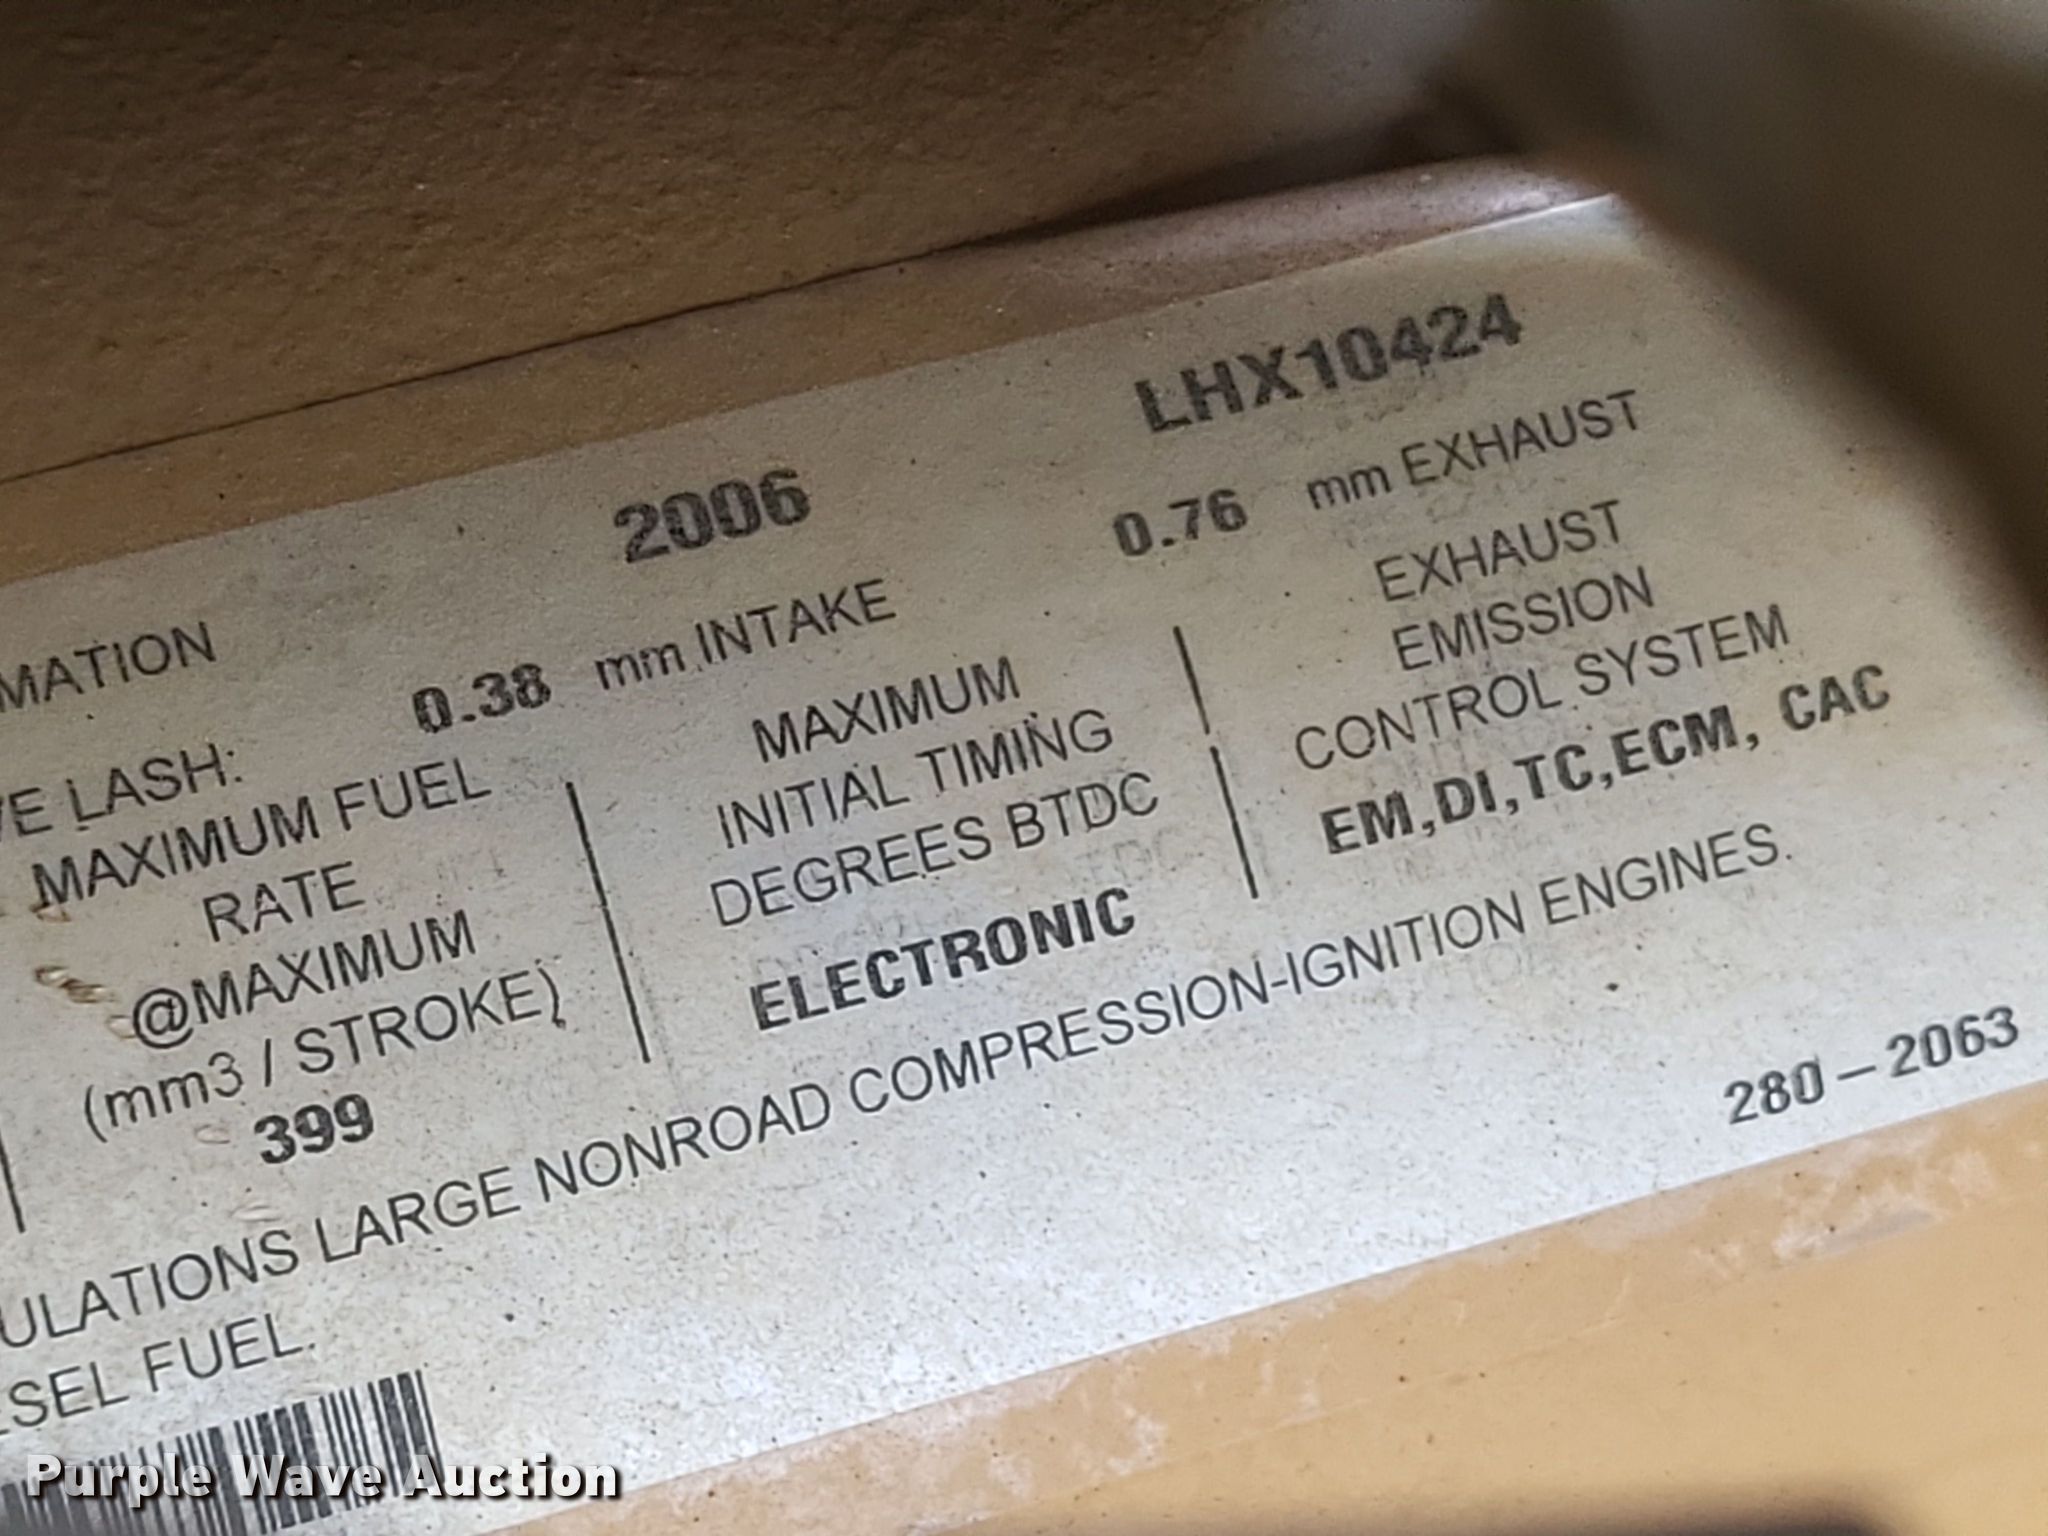 MATION 2006 LHX10424
VE LASH: 0.38 mm INTAKE 0.76 mm EXHAUST
MAXIMUM FUEL
RATE
@MAXIMUM
(mm3 / STROKE)
399
MAXIMUM
INITIAL TIMING
DEGREES BTDC
ELECTRONIC
EXHAUST
EMISSION
CONTROL SYSTEM
EM,DI,TC,ECM, CAC
ULATIONS LARGE NONROAD COMPRESSION-IGNITION ENGINES.
SEL FUEL.
280-2063
Purple Wave Auction